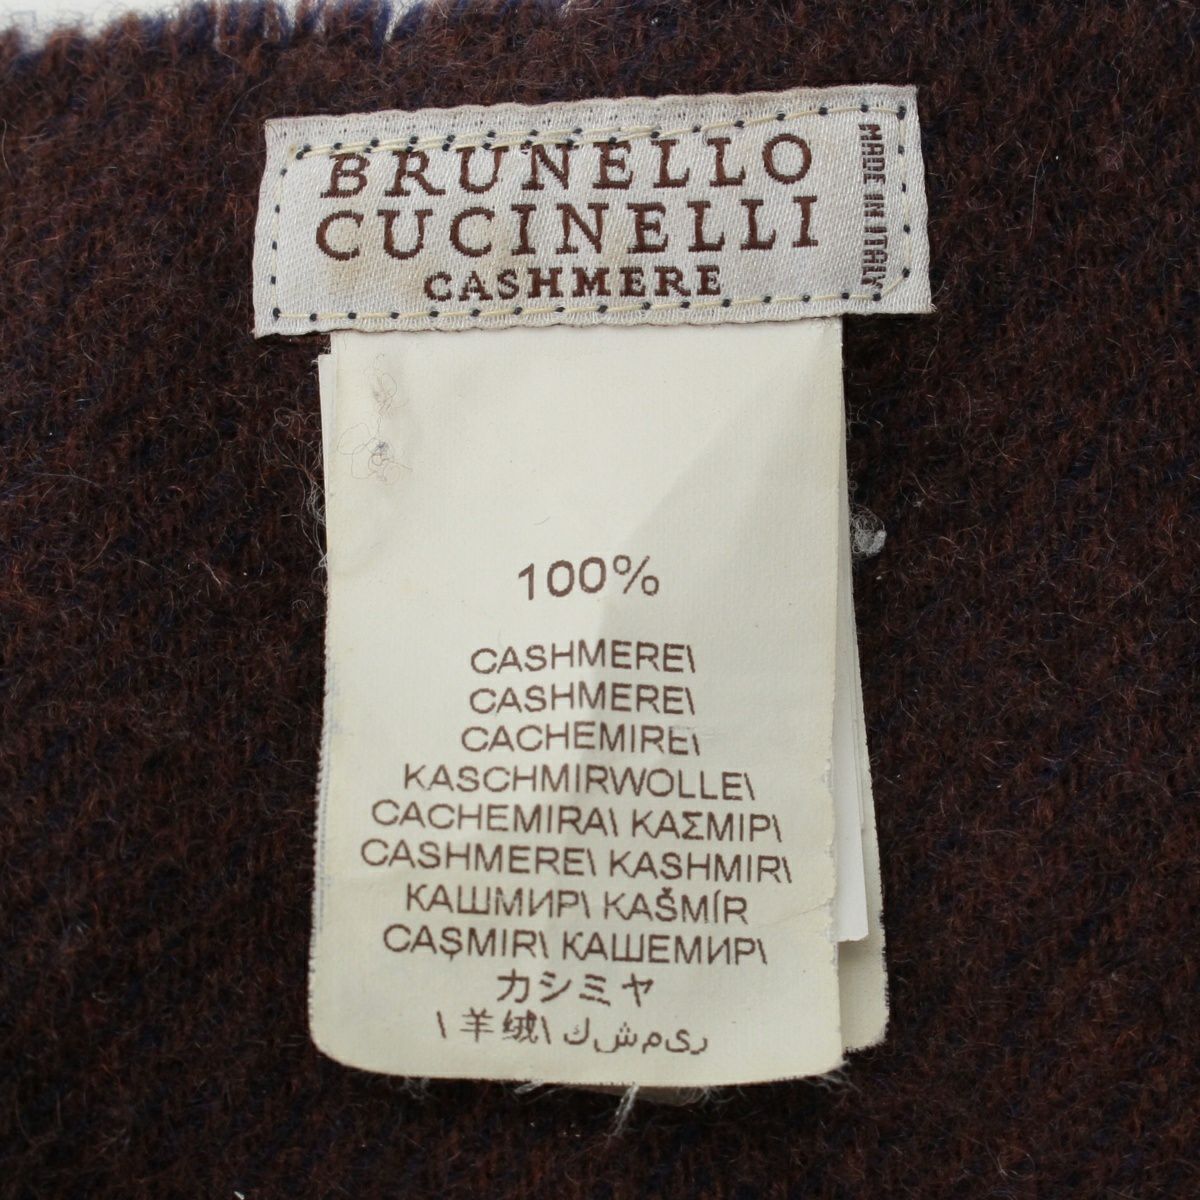 BRUNELLO
CUCINELLI
CASHMERE
MADE IN ITALY
100%
CASHMERE\
CASHMERE\
CACHEMIRE\
KASCHMIRWOLLE\
CACHEMIRA\ ΚΑΣΜΙΡ\
CASHMERE\ KASHMIR\
КАШМИР\ KAŠMÍR
CAŞMIR\ КАШЕМИР\
カシミヤ
\ 羊绒\ كشميرى